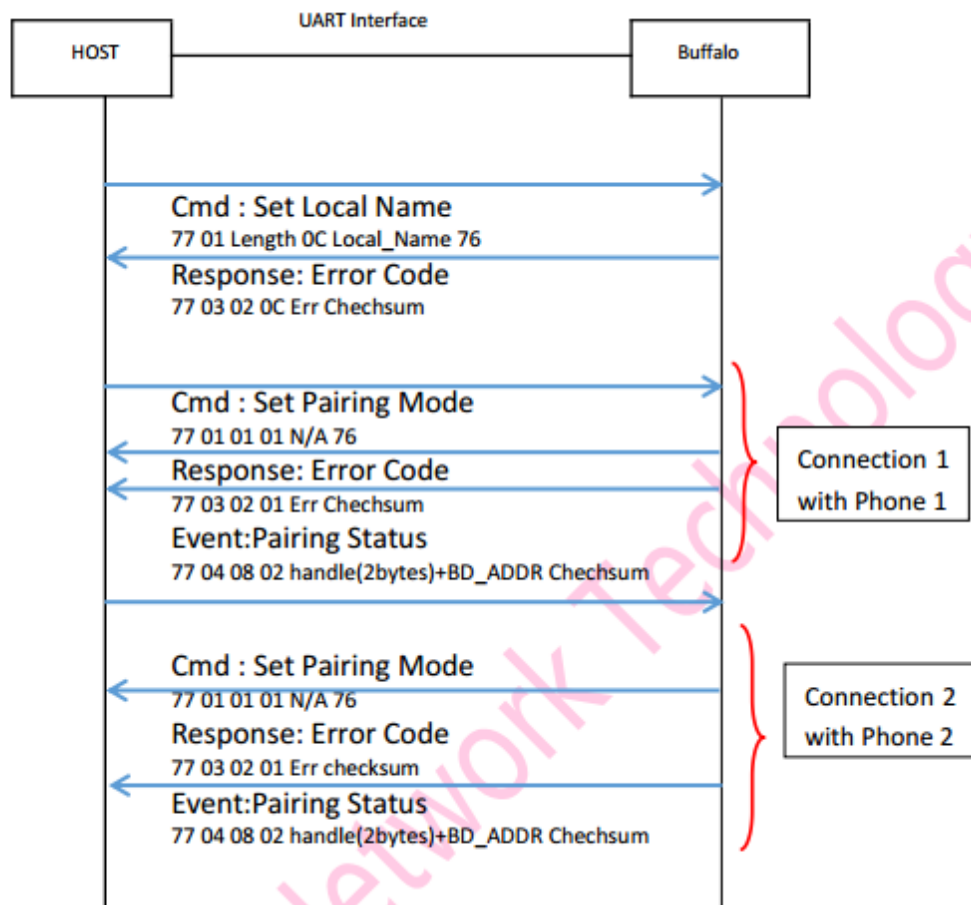 UART Interface
HOST
Buffalo
Cmd : Set Local Name
77 01 Length 0C Local_Name 76
Response: Error Code
77 03 02 0C Err Chechsum
Cmd : Set Pairing Mode
77 01 01 01 N/A 76
Response: Error Code
77 03 02 01 Err Chechsum
Event:Pairing Status
77 04 08 02 handle(2bytes)+BD_ADDR Chechsum
Connection 1
with Phone 1
Cmd : Set Pairing Mode
77 01 01 01 N/A 76
Response: Error Code
77 03 02 01 Err checksum
Event:Pairing Status
77 04 08 02 handle(2bytes)+BD_ADDR Chechsum
Connection 2
with Phone 2